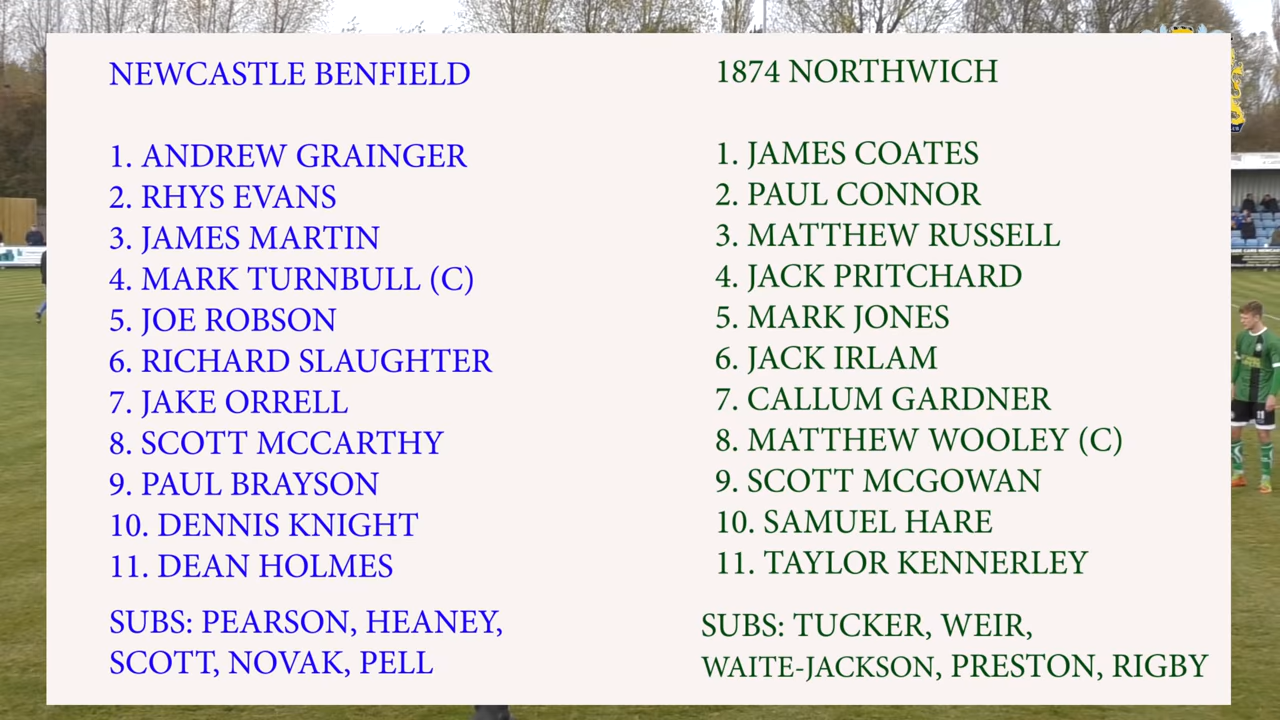 NEWCASTLE BENFIELD
1. ANDREW GRAINGER
2. RHYS EVANS
3. JAMES MARTIN
4. MARK TURNBULL (C)
5. JOE ROBSON
6. RICHARD SLAUGHTER
7. JAKE ORRELL
8. SCOTT MCCARTHY
9. PAUL BRAYSON
10. DENNIS KNIGHT
11. DEAN HOLMES
SUBS: PEARSON, HEANEY,
SCOTT, NOVAK, PELL
1874 NORTHWICH
1. JAMES COATES
2. PAUL CONNOR
3. MATTHEW RUSSELL
4. JACK PRITCHARD
5. MARK JONES
6. JACK IRLAM
7. CALLUM GARDNER
8. MATTHEW WOOLEY (C)
9. SCOTT MCGOWAN
10. SAMUEL HARE
11. TAYLOR KENNERLEY
SUBS: TUCKER, WEIR,
WAITE-JACKSON, PRESTON, RIGBY